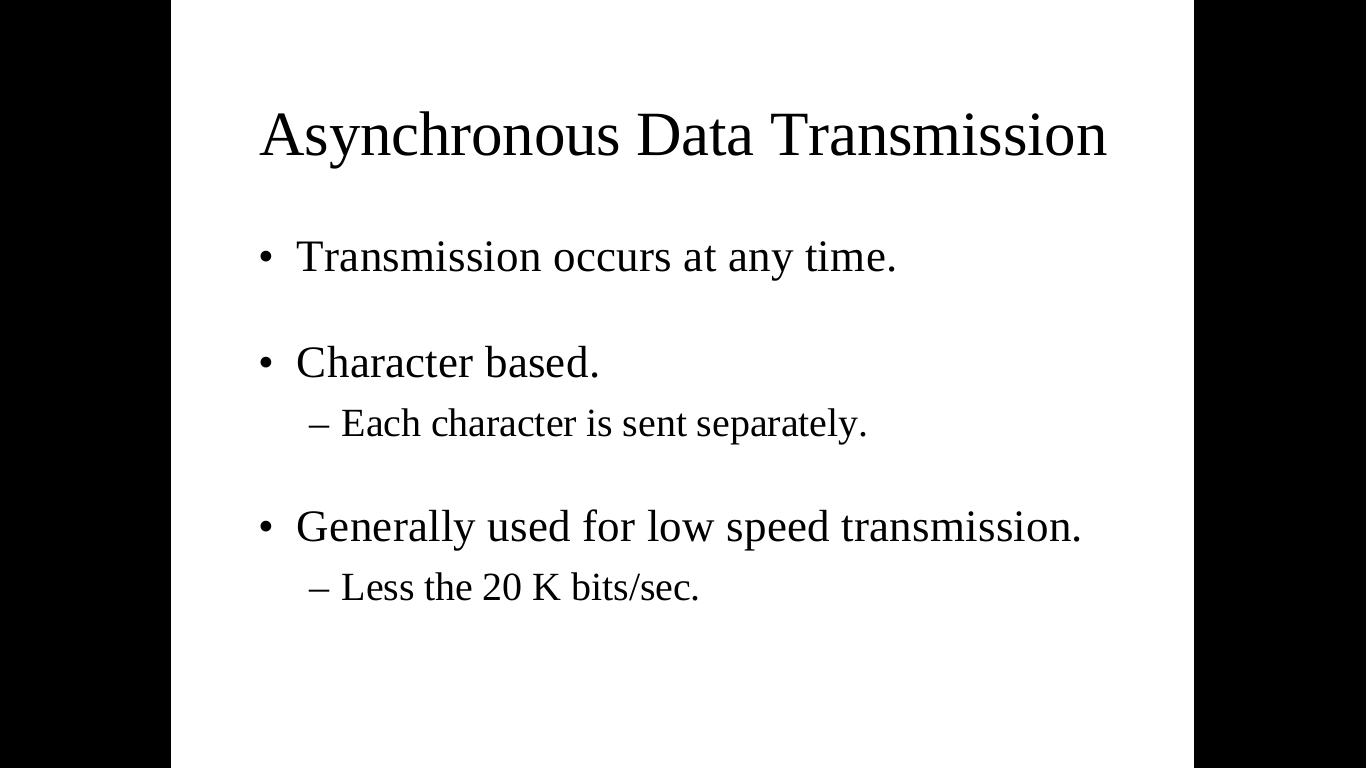 Asynchronous Data Transmission
• Transmission occurs at any time.
• Character based.
– Each character is sent separately.
• Generally used for low speed transmission.
– Less the 20 K bits/sec.